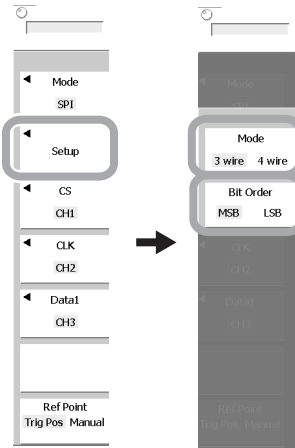 Mode
SPI
Setup
CS
CH1
CLK
CH2
Data1
CH3
Ref Point
Trig Pos Manual
Mode
Mode
3 wire 4 wire
Bit Order
MSB LSB
CLK
CH2
Data1
CH3
Ref Point
Trig Pos Manual